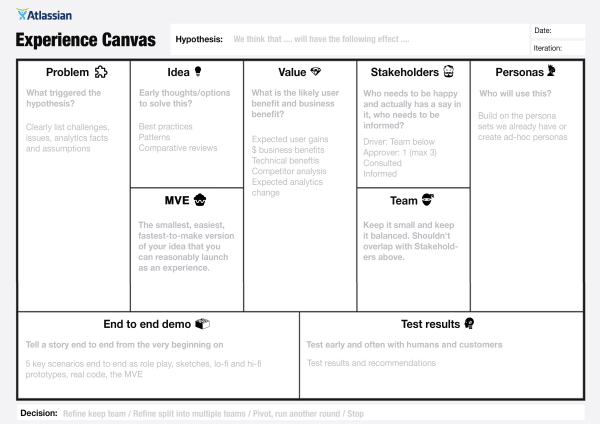 Atlassian
Experience Canvas
Hypothesis: We think that .... will have the following effect ....
Date:
Iteration:
Problem
What triggered the
hypothesis?
Clearly list challenges,
issues, analytics facts
and assumptions
Idea
Early thoughts/options
to solve this?
Best practices
Patterns
Comparative reviews
MVE
The smallest, easiest,
fastest-to-make version
of your idea that you
can reasonably launch
as an experience.
Value
What is the likely user
benefit and business
benefit?
Expected user gains
$ business benefits
Technical benefits
Competitor analysis
Expected analytics
change
Stakeholders
Who needs to be happy
and actually has a say in
it, who needs to be
informed?
Driver: Team below
Approver: 1 (max 3)
Consulted
Informed
Team
Keep it small and keep
it balanced. Shouldn't
overlap with Stakehold-
ers above.
Personas
Who will use this?
Build on the persona
sets we already have or
create ad-hoc personas
End to end demo
Tell a story end to end from the very beginning on
5 key scenarios end to end as role play, sketches, lo-fi and hi-fi
prototypes, real code, the MVE
Test results
Test early and often with humans and customers
Test results and recommendations
Decision: Refine keep team / Refine split into multiple teams / Pivot, run another round / Stop